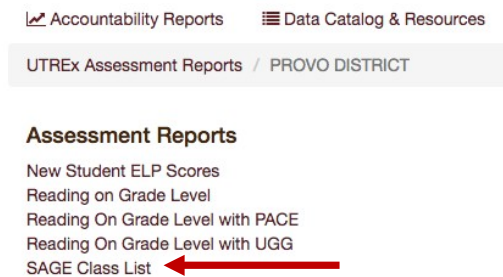 Accountability Reports Data Catalog & Resources
UTREx Assessment Reports / PROVO DISTRICT
Assessment Reports
New Student ELP Scores
Reading on Grade Level
Reading On Grade Level with PACE
Reading On Grade Level with UGG
SAGE Class List